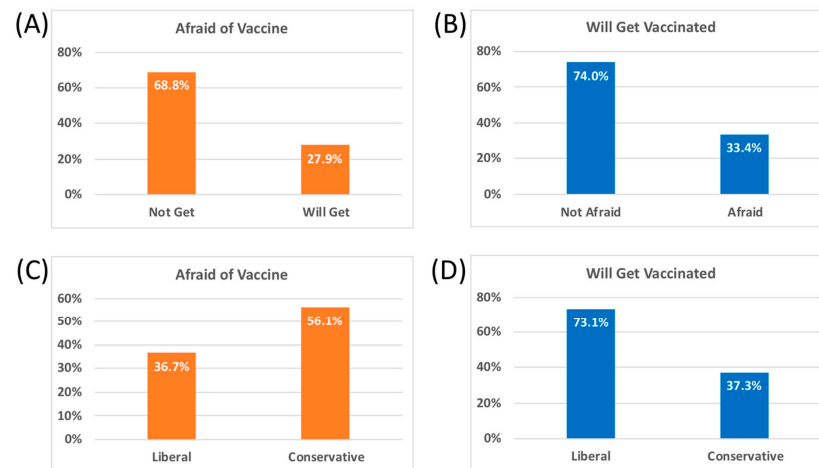 (A)
Afraid of Vaccine
80%
60%
40%
20%
0%
68.8%
27.9%
Not Get
Will Get
(B)
Will Get Vaccinated
80%
60%
40%
20%
0%
74.0%
33.4%
Not Afraid
Afraid
(C)
Afraid of Vaccine
60%
50%
40%
30%
20%
10%
0%
36.7%
56.1%
Liberal
Conservative
(D)
Will Get Vaccinated
80%
60%
40%
20%
0%
73.1%
37.3%
Liberal
Conservative